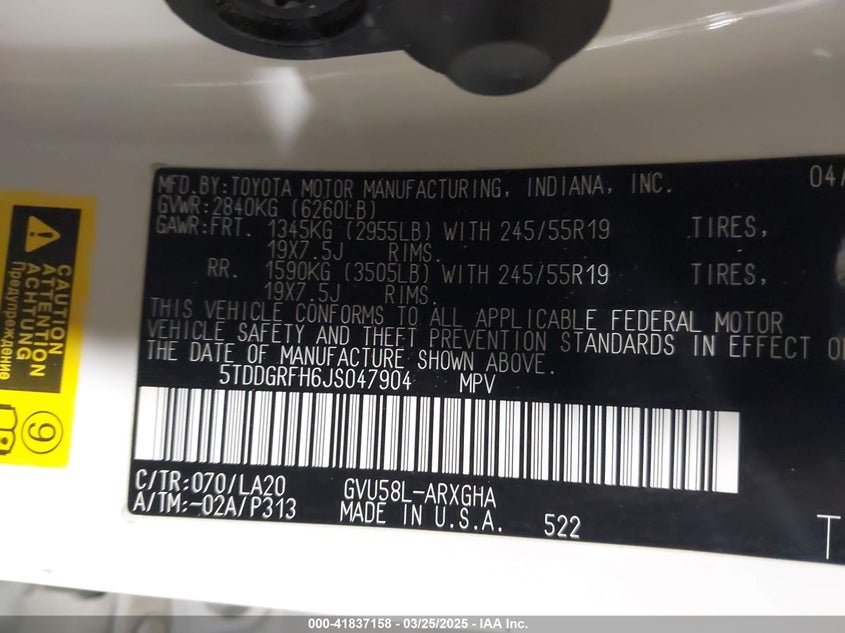 MFD.BY:TOYOTA MOTOR MANUFACTURING, INDIANA, INC. 04/
GVWR:2840KG (6260LB)
GAWR:FRT. 1345KG (2955LB) WITH 245/55R19 TIRES,
19X7.5J RIMS.
RR. 1590KG (3505LB) WITH 245/55R19 TIRES,
19X7.5J RIMS.
THIS VEHICLE CONFORMS TO ALL APPLICABLE FEDERAL MOTOR
VEHICLE SAFETY AND THEFT PREVENTION STANDARDS IN EFFECT
THE DATE OF MANUFACTURE SHOWN ABOVE.
5TDDGRFH6JS047904 MPV
C/TR:070/LA20 GVU58L-ARXGHA
A/TM:-02A/P313 MADE IN U.S.A. 522
CAUTION
ATTENTION
ACHTUNG
Предупреждение
9
000-41837158 - 03/25/2025 - IAA Inc.